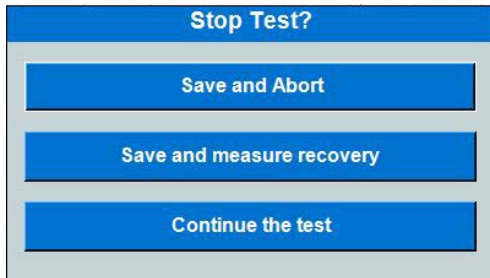 Stop Test?
Save and Abort
Save and measure recovery
Continue the test